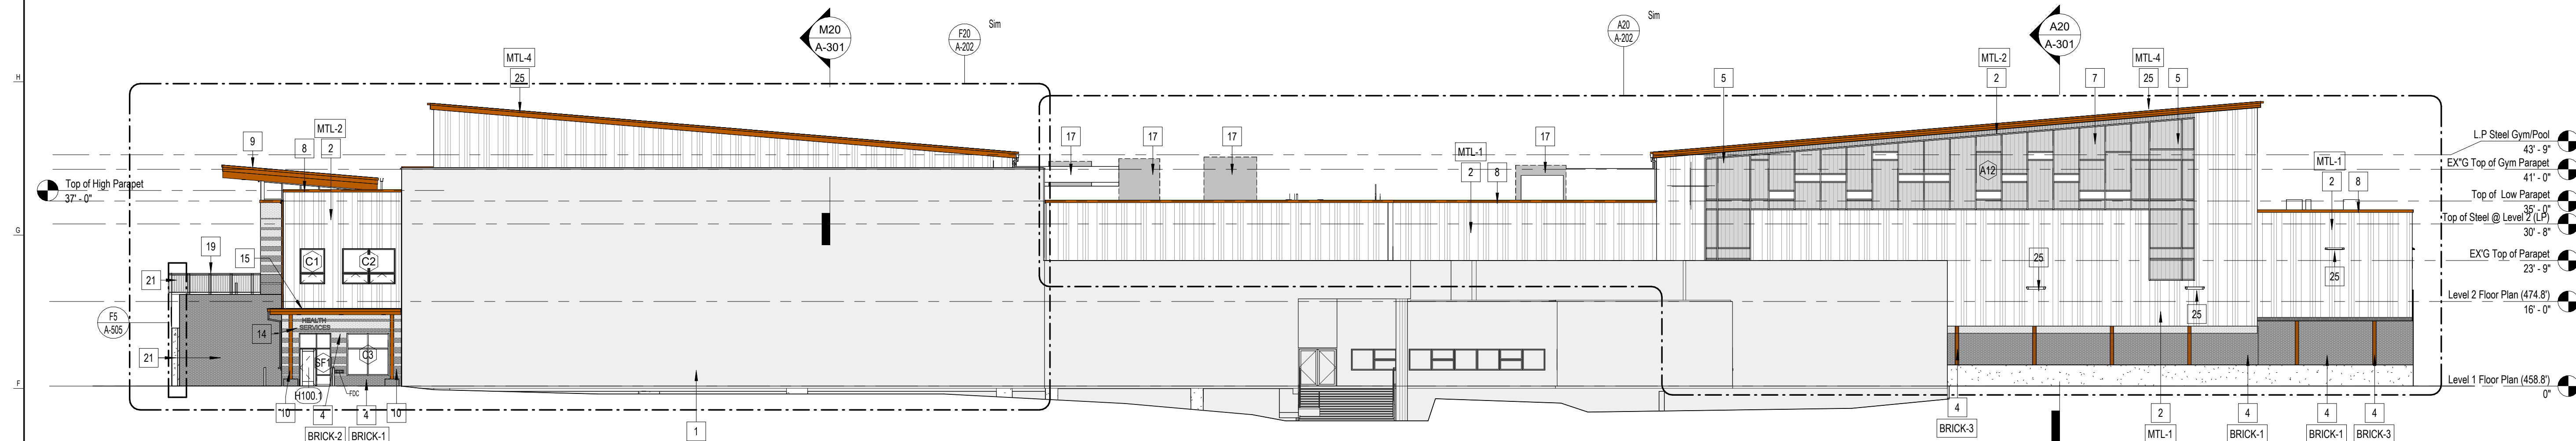 M20
A-301
F20
A-202
Sim
A20
A-202
Sim
A20
A-301
H
MTL-4
25
MTL-2
2
MTL-4
25
5
7
5
9
MTL-2
8
2
17
17
17
17
MTL-1
2
8
A12
MTL-1
2
8
L.P Steel Gym/Pool
43' - 9"
EX"G Top of Gym Parapet
41' - 0"
Top of High Parapet
37' - 0"
Top of Low Parapet
35' - 0"
Top of Steel @ Level 2 (LP)
30' - 8"
G
19
15
C1
C2
21
25
25
25
EX'G Top of Parapet
23' - 9"
Level 2 Floor Plan (474.8')
16' - 0"
F5
A-505
14
HEALTH
SERVICES
21
SF1
C3
H100.1
FDC
F
Level 1 Floor Plan (458.8')
0"
10
4
4
10
BRICK-2
BRICK-1
1
4
BRICK-3
2
MTL-1
4
BRICK-1
4
BRICK-1
4
BRICK-3